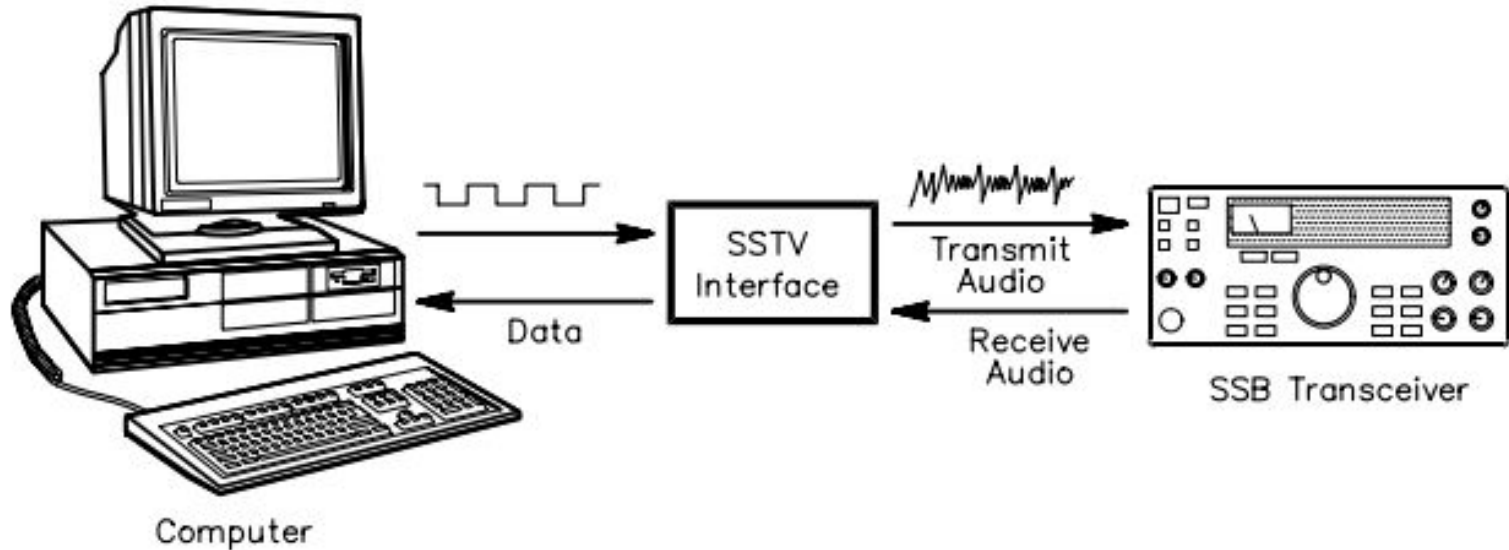 SSTV
Interface
Transmit
Audio
Data
Receive
Audio
SSB Transceiver
Computer